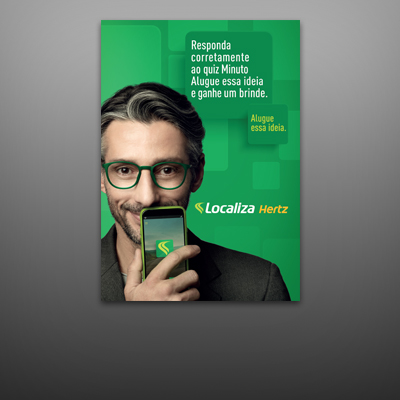 Responda
corretamente
ao quiz Minuto
Alugue essa ideia
e ganhe um brinde.
Alugue
essa ideia.
Localiza Hertz